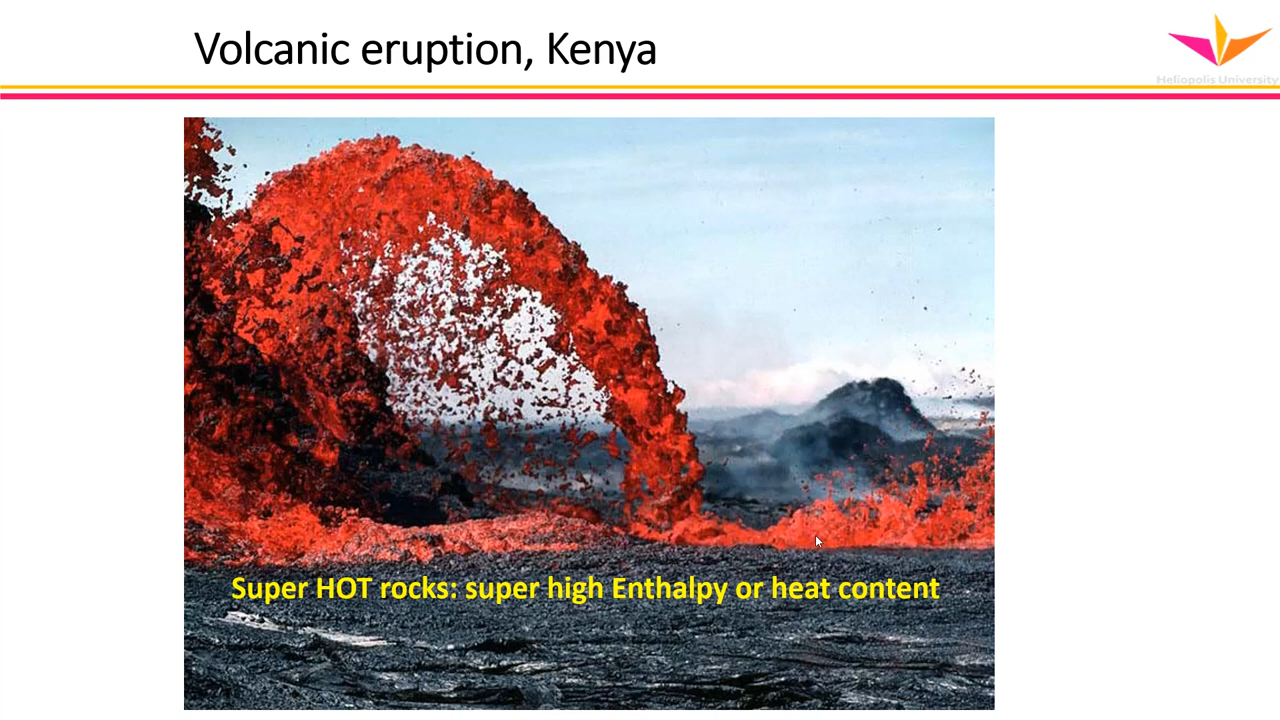 Volcanic eruption, Kenya
Heliopolis University
Super HOT rocks: super high Enthalpy or heat content